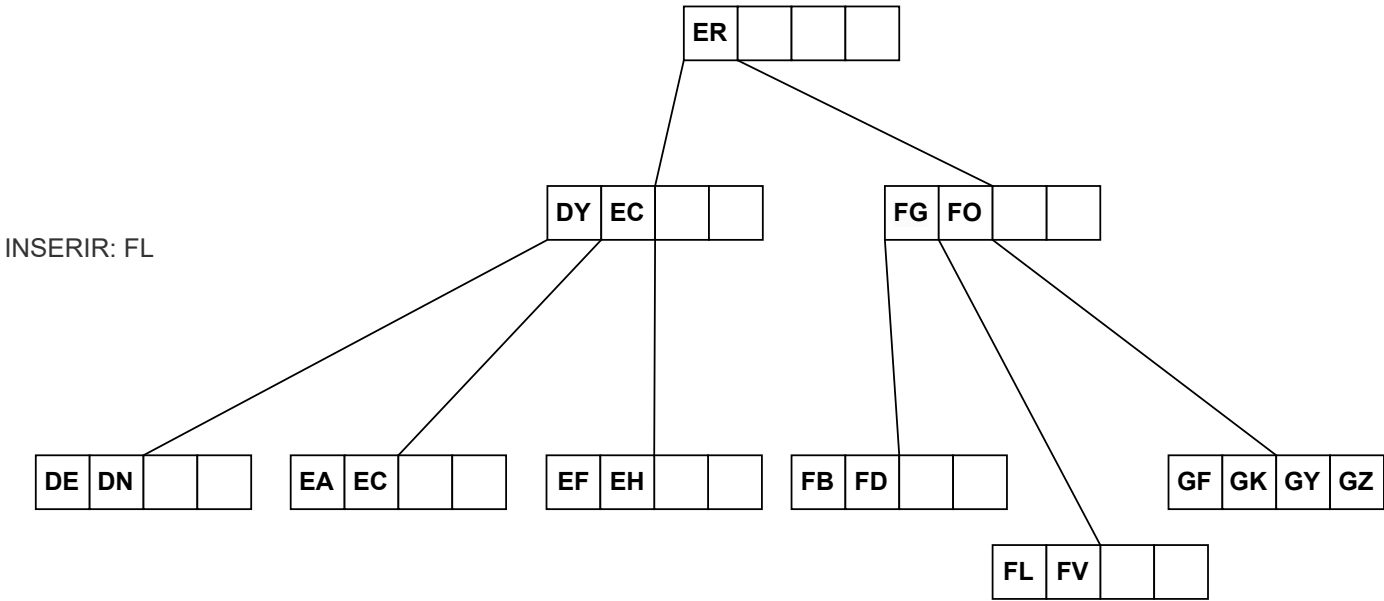 ER
DY EC
FG FO
INSERIR: FL
DE DN
EA EC
EF EH
FB FD
GF GK GY GZ
FL FV